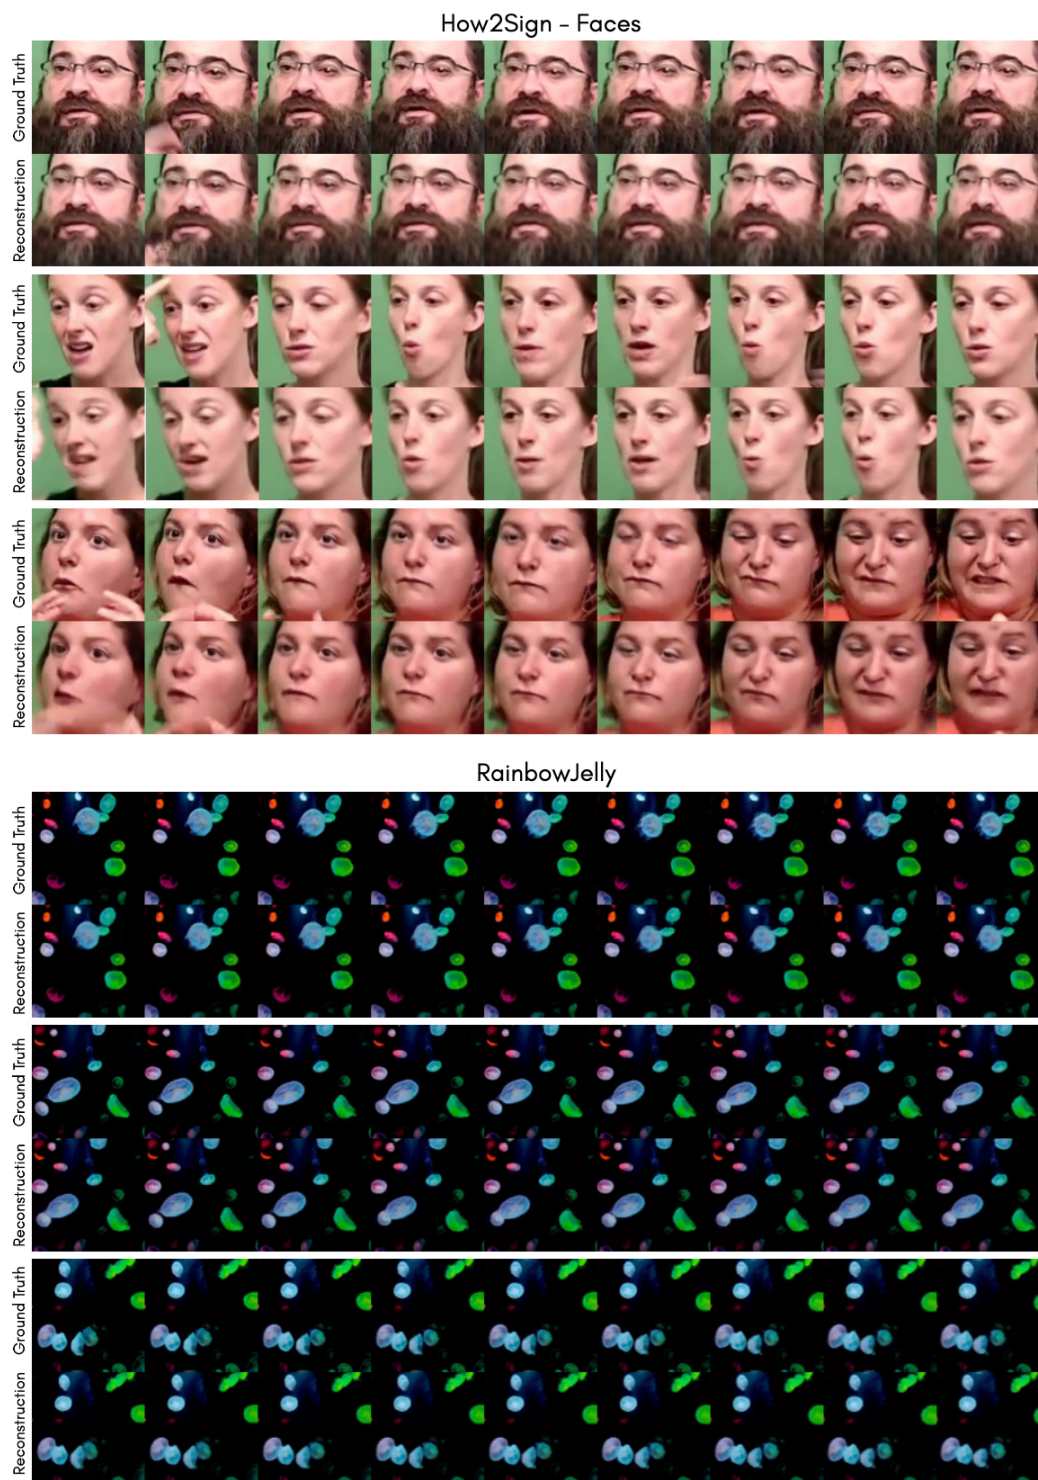 How2Sign - Faces
Ground Truth
Reconstruction
Ground Truth
Reconstruction
Ground Truth
Reconstruction
RainbowJelly
Ground Truth
Reconstruction
Ground Truth
Reconstruction
Ground Truth
Reconstruction